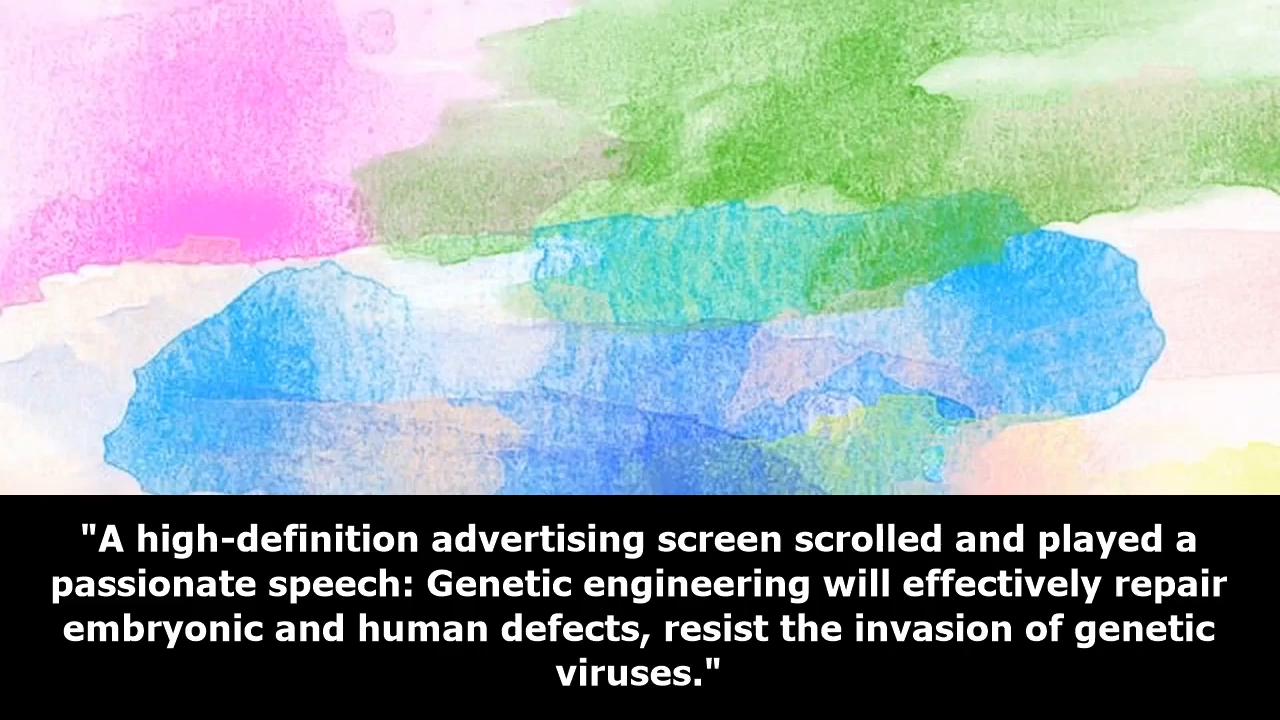 "A high-definition advertising screen scrolled and played a
passionate speech: Genetic engineering will effectively repair
embryonic and human defects, resist the invasion of genetic
viruses."